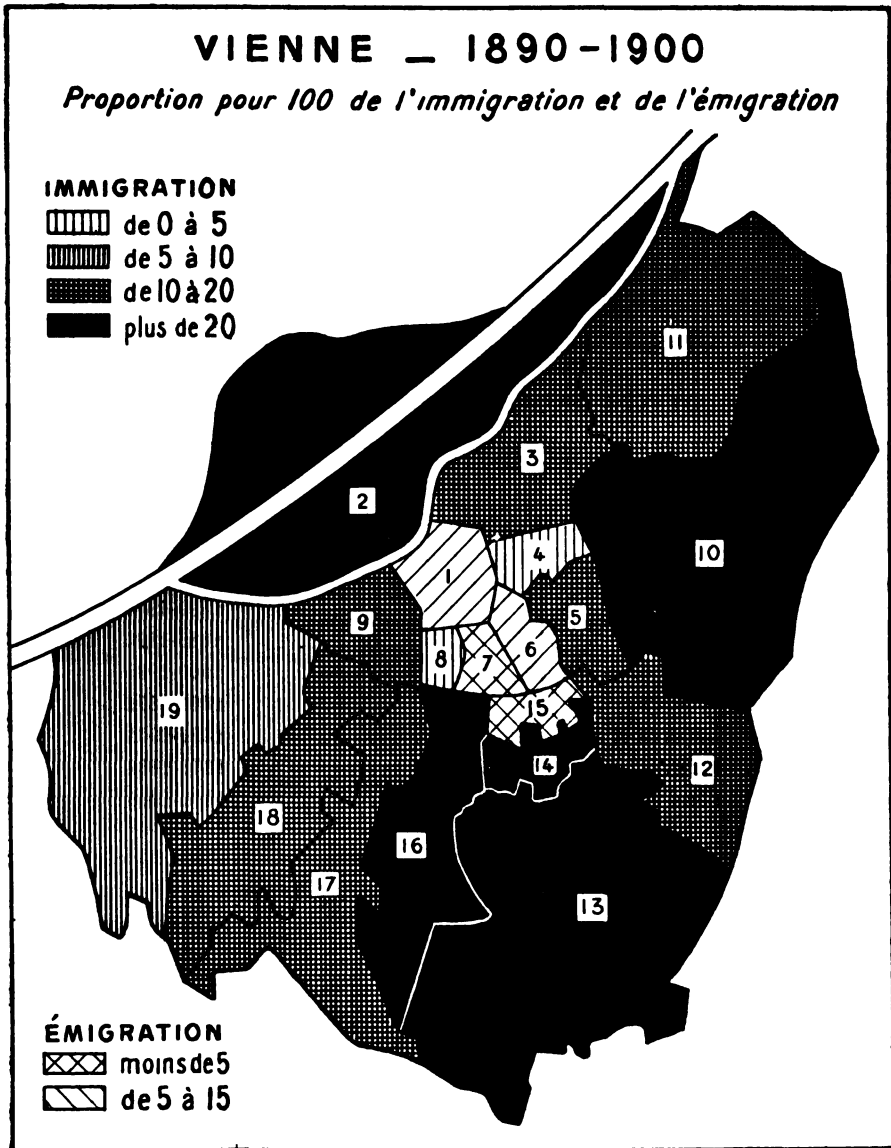 VIENNE _ 1890-1900
Proportion pour 100 de l'immigration et de l'émigration
IMMIGRATION
de 0 à 5
de 5 à 10
de 10 à 20
plus de 20
11
3
2
4
10
1
9
5
8
7
6
19
15
14
12
18
16
17
13
ÉMIGRATION
moins de 5
de 5 à 15